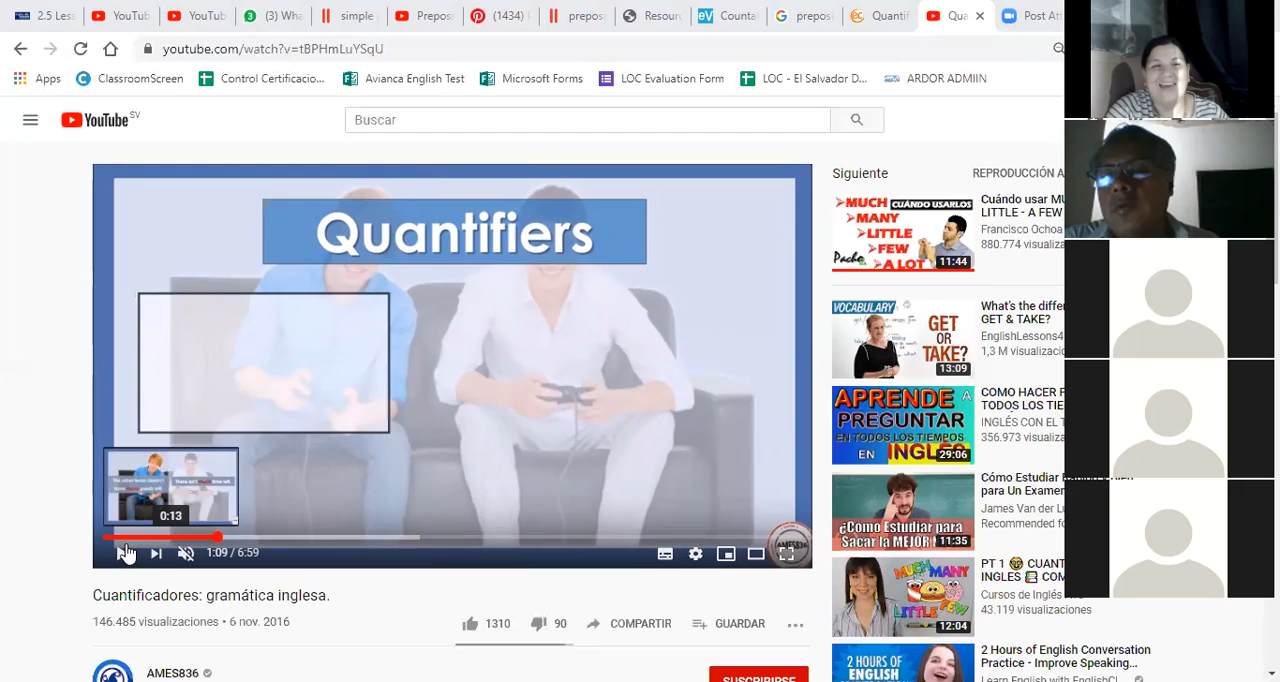 2.5 Less
YouTub
YouTub
(3) Wha
simple
Prepos
(1434)
prepos
Resour
Counta
prepos
Quantif
Qua
Post Ati
youtube.com/watch?v=tBPHmLuYSqU
Apps
ClassroomScreen
Control Certificacio...
Avianca English Test
Microsoft Forms
LOC Evaluation Form
LOC - El Salvador D...
ARDOR ADMIIN
YouTube SV
Buscar
Quantifiers
0:13
1:09 / 6:59
AMES836
Cuantificadores: gramática inglesa.
146.485 visualizaciones • 6 nov. 2016
1310
90
COMPARTIR
GUARDAR
AMES836
SUSCRIBIRSE
Siguiente
REPRODUCCIÓN A
MUCH CUÁNDO USARLOS
MANY
LITTLE
FEW
A LOT
Pacho
11:44
Cuándo usar MU
LITTLE - A FEW
Francisco Ochoa
880.774 visualiza
VOCABULARY
GET
OR
TAKE?
13:09
What's the differ
GET & TAKE?
EnglishLessons4
1,3 M visualizacio
APRENDE A
PREGUNTAR
EN TODOS LOS TIEMPOS
EN INGLÉS
29:06
COMO HACER F
TODOS LOS TIE
INGLÉS CON EL T
356.973 visualiza
¿Como Estudiar para
Sacar la MEJOR
11:35
Cómo Estudiar
para Un Examen
James Van der Lu
Recommended f
MUCH MANY
LITTLE FEW
12:04
PT 1 CUANT
INGLES COM
Cursos de Inglés
43.119 visualizaciones
2 HOURS OF
ENGLISH
2 Hours of English Conversation
Practice - Improve Speaking...